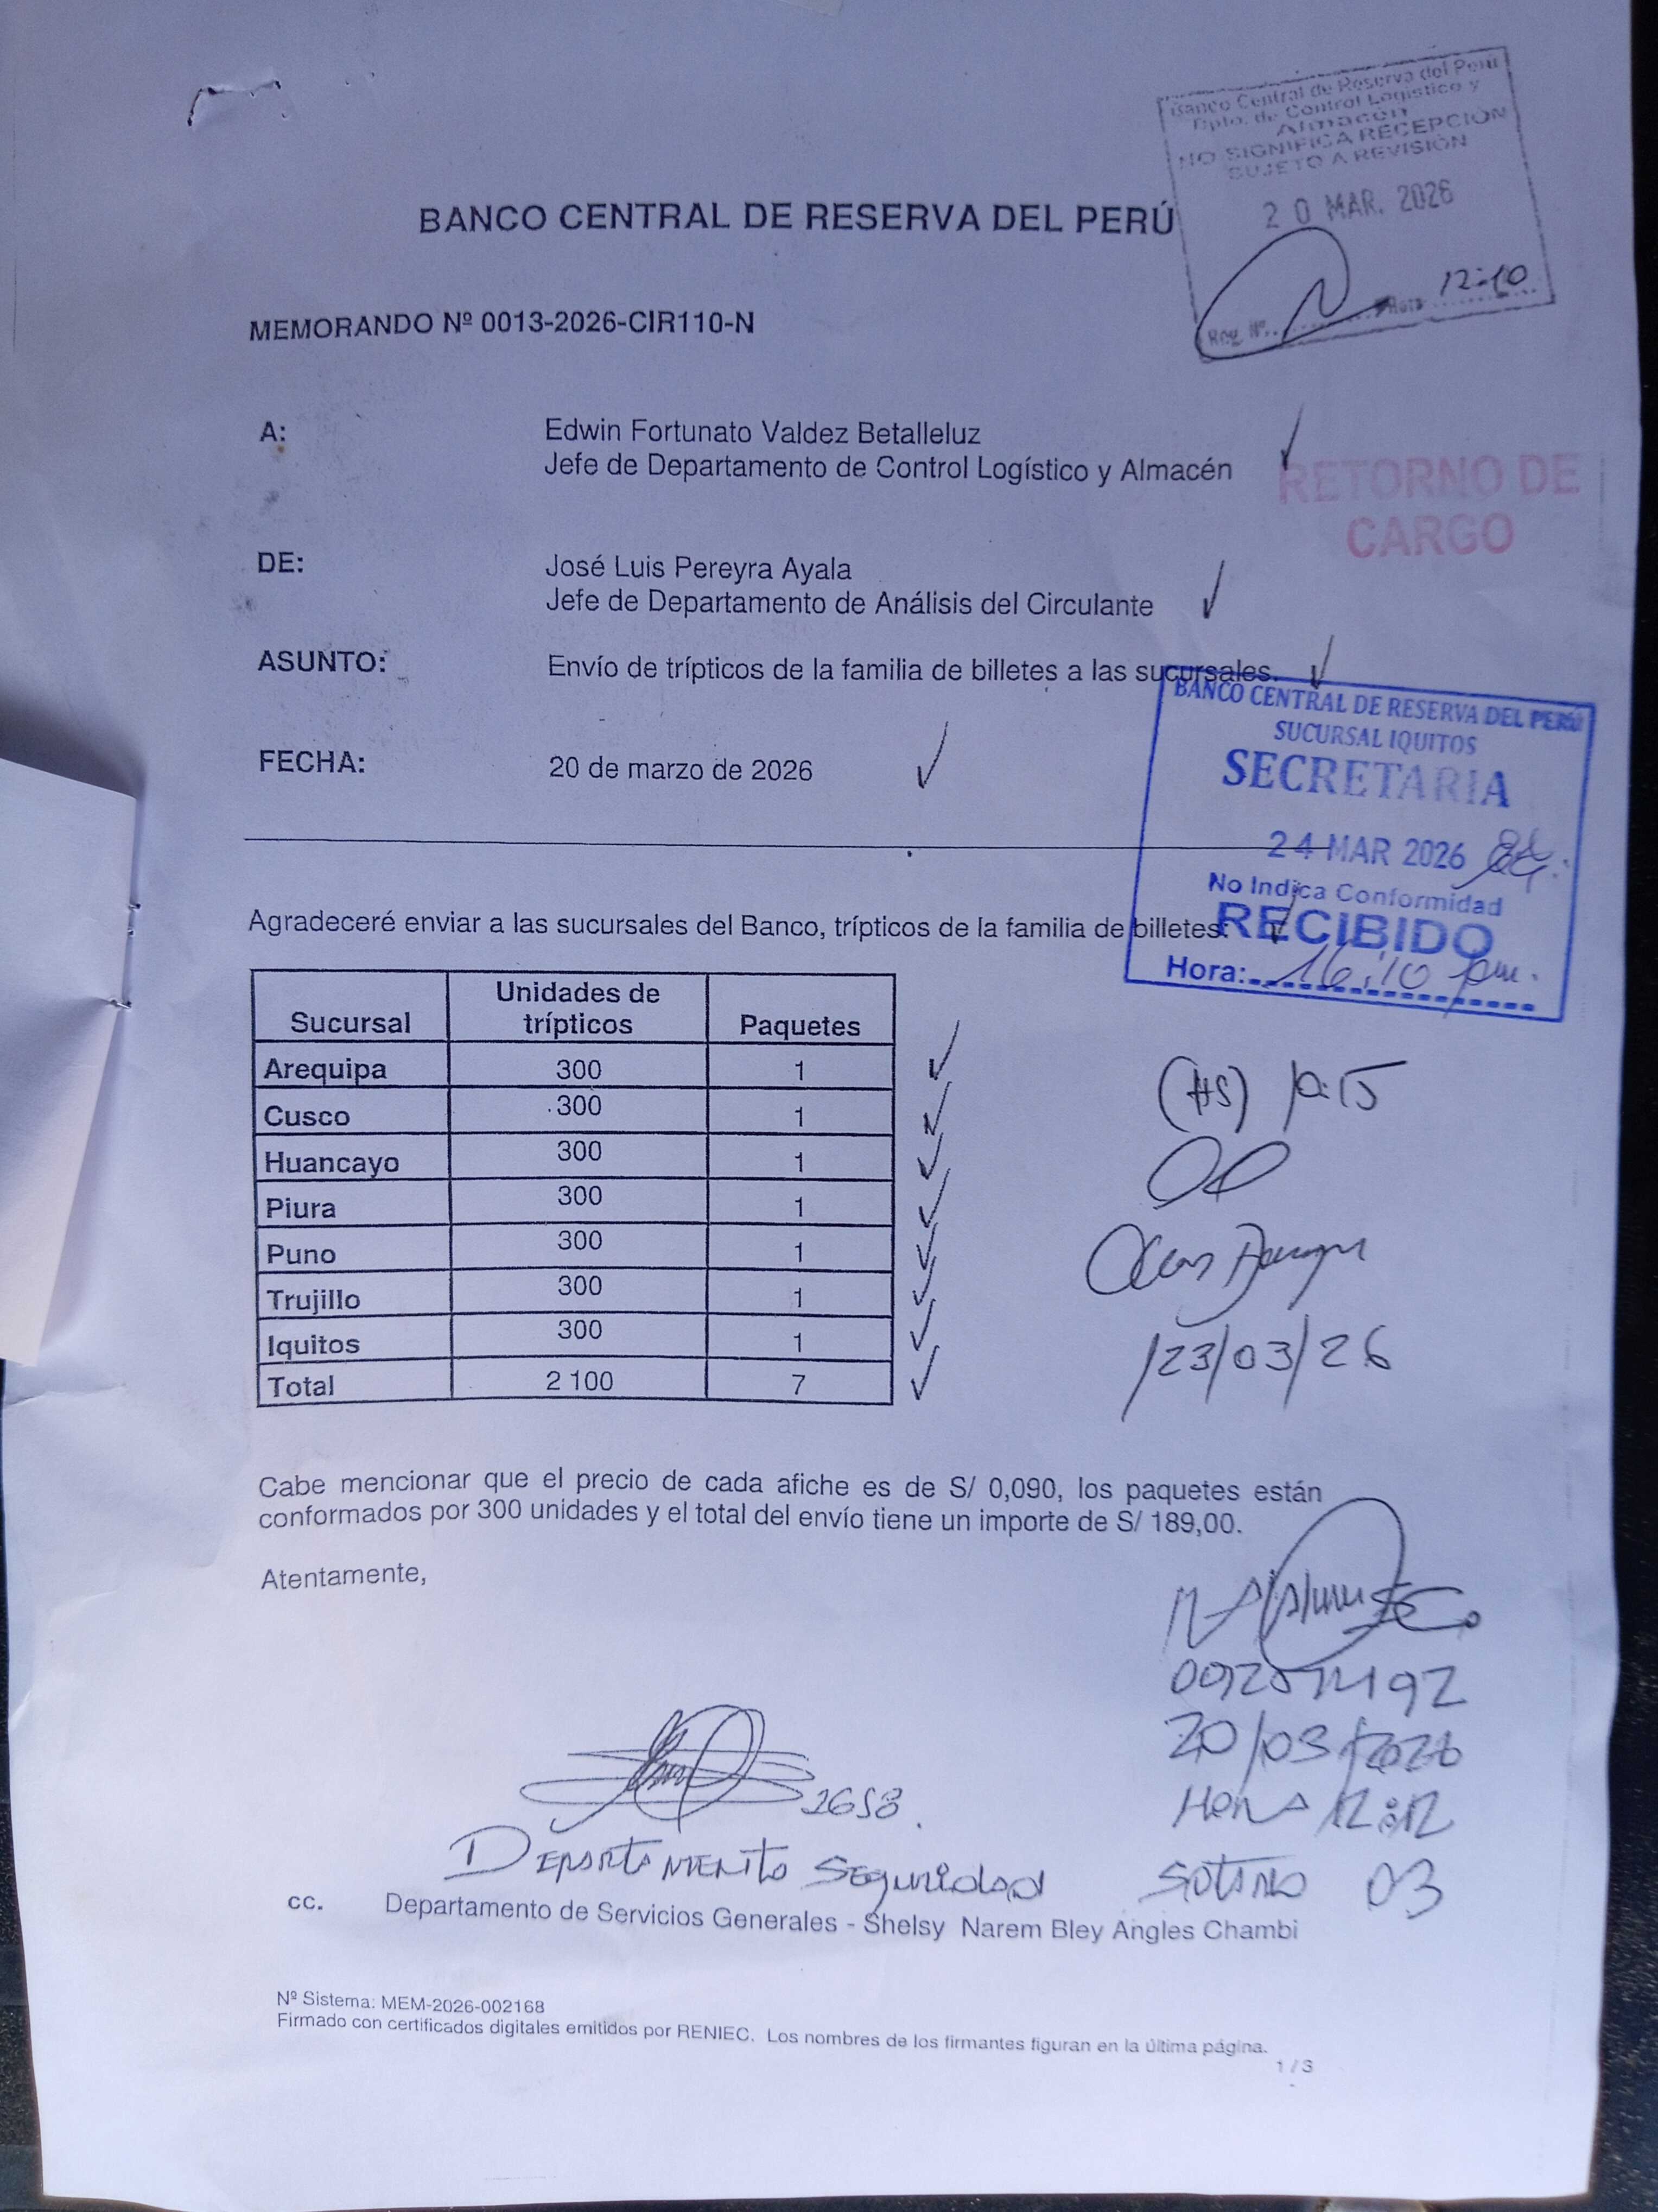 Banco Central de Reserva del Perú
Dpto. de Control Logístico y
Almacén
NO SIGNIFICA RECEPCIÓN
SUJETO A REVISIÓN
20 MAR. 2026
Reg. Nº. Hora 12:10
BANCO CENTRAL DE RESERVA DEL PERÚ
MEMORANDO Nº 0013-2026-CIR110-N
A: Edwin Fortunato Valdez Betalleluz
Jefe de Departamento de Control Logístico y Almacén
RETORNO DE
CARGO
DE: José Luis Pereyra Ayala
Jefe de Departamento de Análisis del Circulante
ASUNTO: Envío de trípticos de la familia de billetes a las sucursales.
FECHA: 20 de marzo de 2026
BANCO CENTRAL DE RESERVA DEL PERÚ
SUCURSAL IQUITOS
SECRETARIA
24 MAR 2026
No Indica Conformidad
RECIBIDO
Hora: 16:10 pm.
Agradeceré enviar a las sucursales del Banco, trípticos de la familia de billetes:
Sucursal Unidades de trípticos Paquetes
Arequipa 300 1
Cusco 300 1
Huancayo 300 1
Piura 300 1
Puno 300 1
Trujillo 300 1
Iquitos 300 1
Total 2 100 7
(HS) 10:15
23/03/26
Cabe mencionar que el precio de cada afiche es de S/ 0,090, los paquetes están
conformados por 300 unidades y el total del envío tiene un importe de S/ 189,00.
Atentamente,
20/03/2026
HORA 12:12
SOTANO 03
2658.
DEPARTAMENTO SEGURIDAD
cc. Departamento de Servicios Generales - Shelsy Narem Bley Angles Chambi
Nº Sistema: MEM-2026-002168
Firmado con certificados digitales emitidos por RENIEC. Los nombres de los firmantes figuran en la última página.
1 / 3